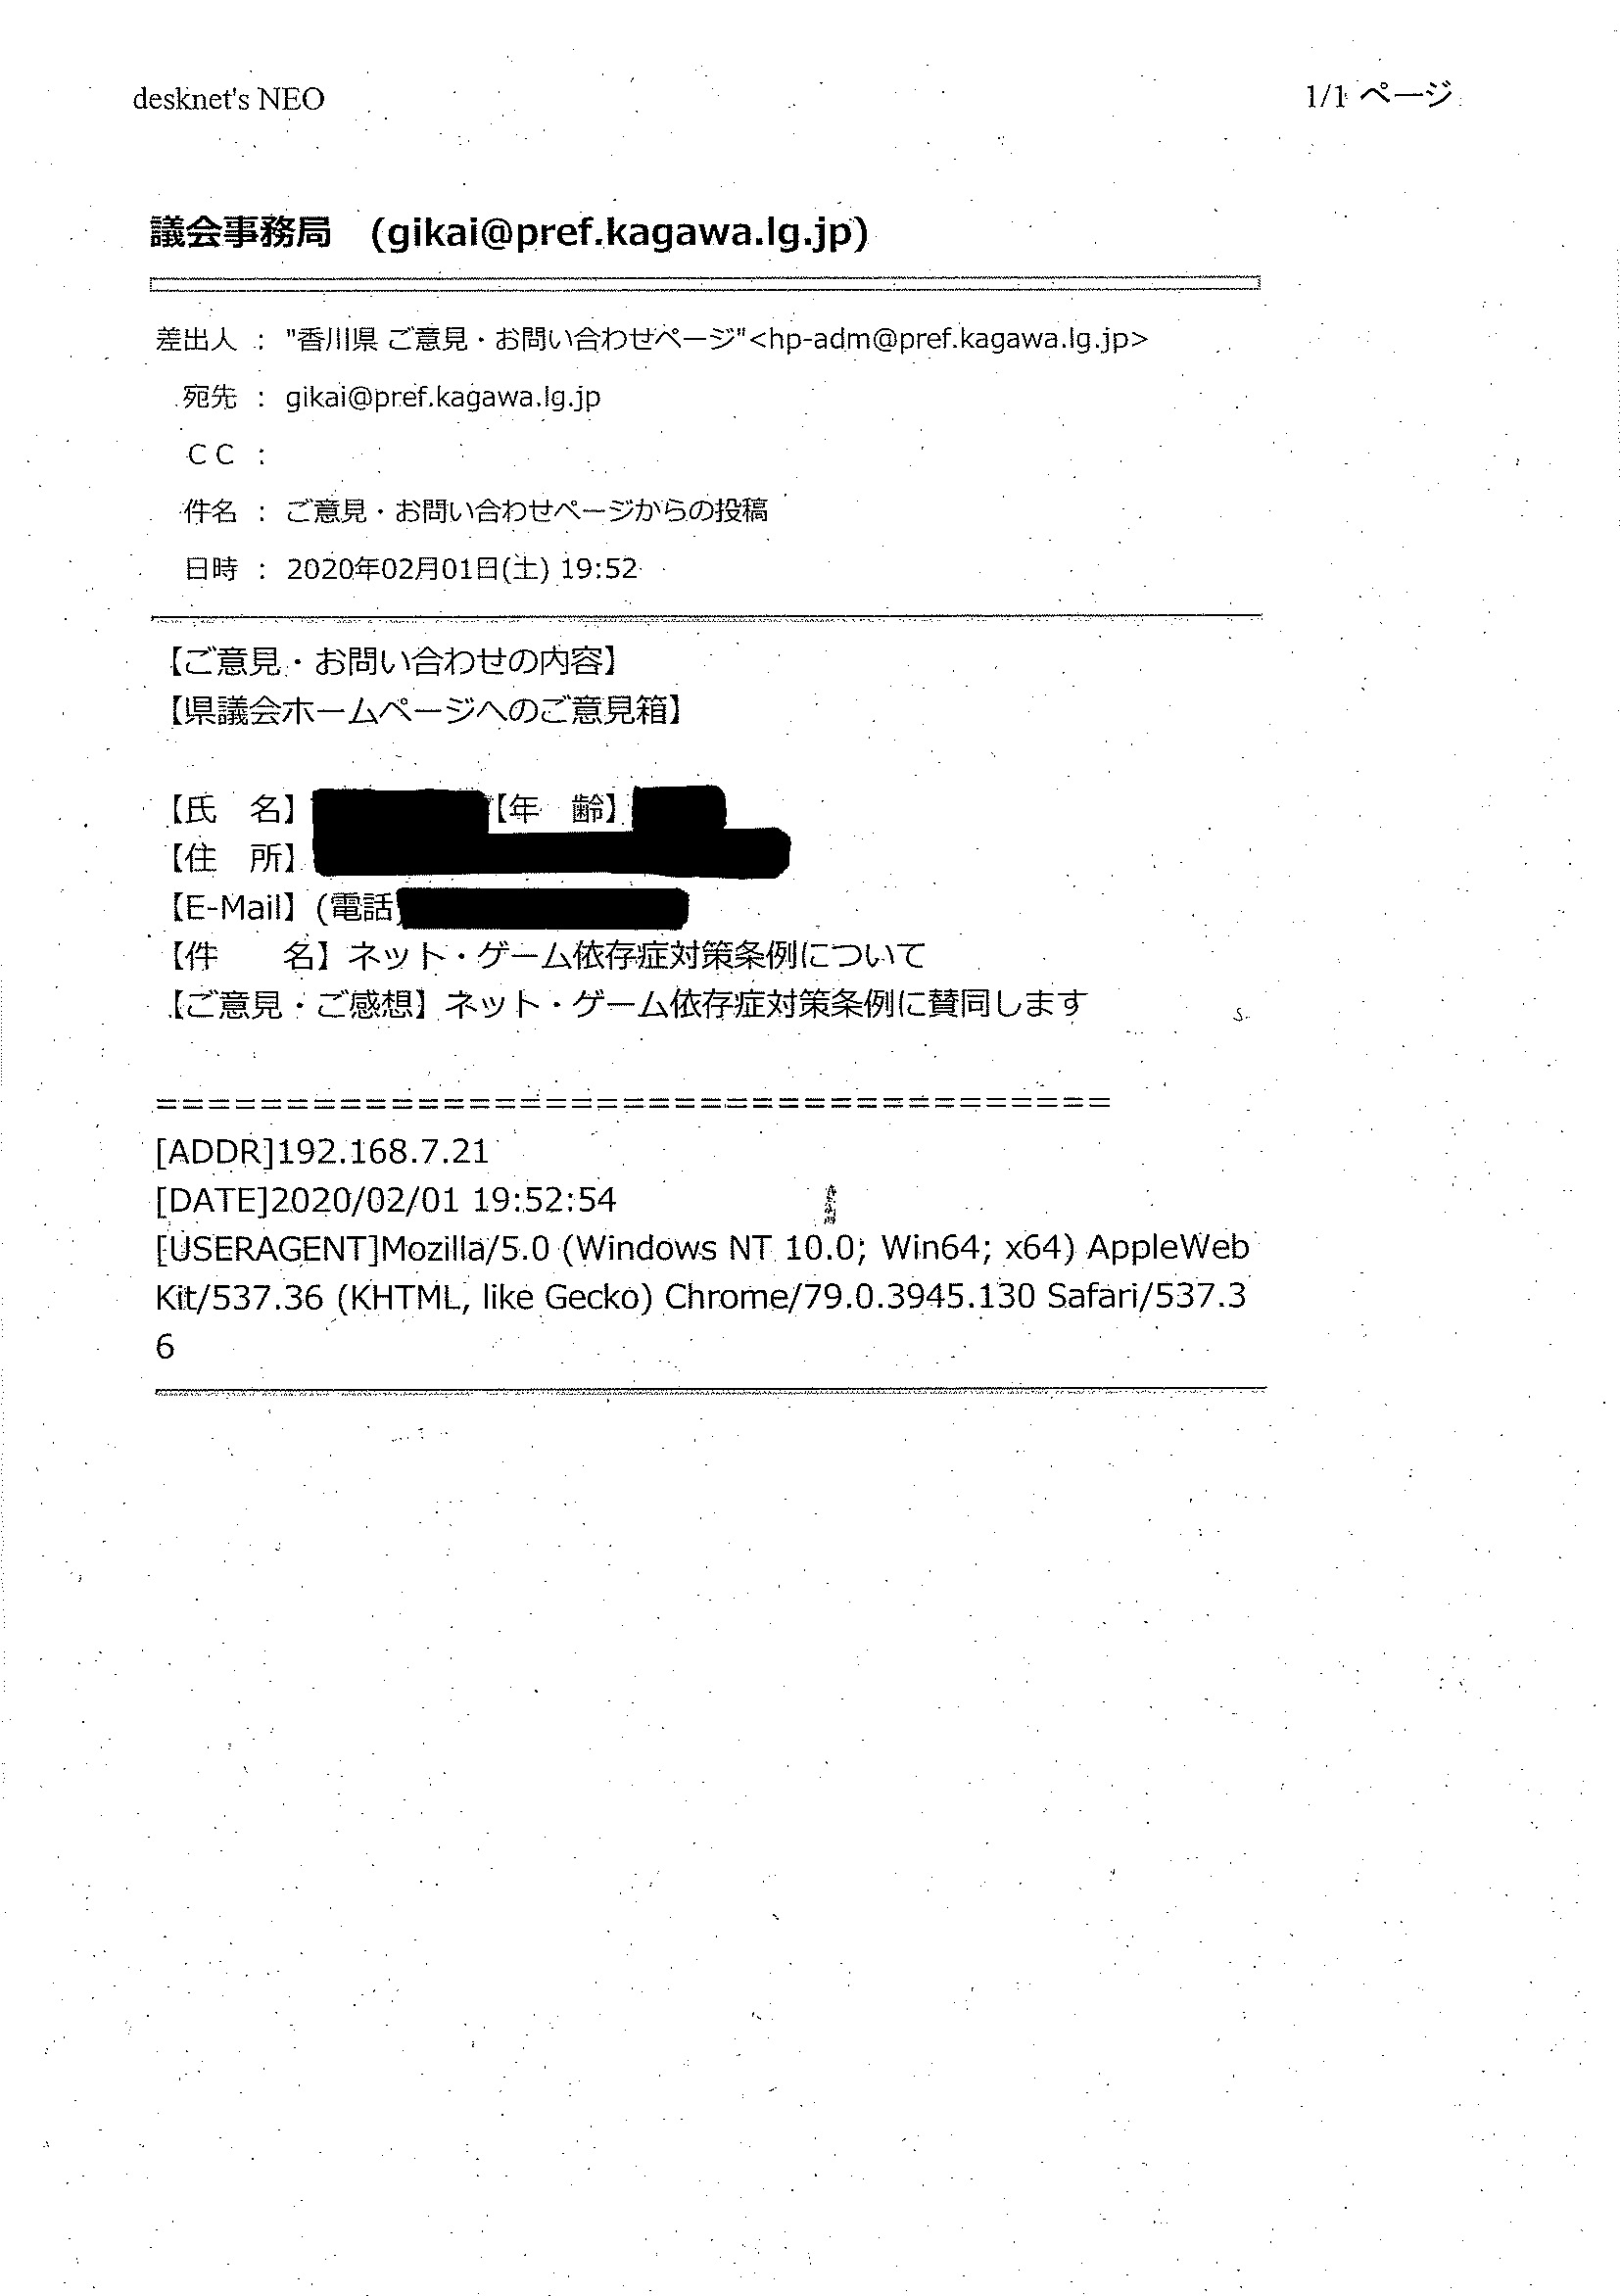 desknet's NEO
1/1 ページ
議会事務局　(gikai@pref.kagawa.lg.jp)
差出人 : "香川県 ご意見・お問い合わせページ"<hp-adm@pref.kagawa.lg.jp>
宛先 : gikai@pref.kagawa.lg.jp
ＣＣ :
件名 : ご意見・お問い合わせページからの投稿
日時 : 2020年02月01日(土) 19:52
【ご意見・お問い合わせの内容】
【県議会ホームページへのご意見箱】
【氏　名】 【年　齢】
【住　所】
【E-Mail】(電話)
【件　　名】ネット・ゲーム依存症対策条例について
【ご意見・ご感想】ネット・ゲーム依存症対策条例に賛同します
=====================================
[ADDR]192.168.7.21
[DATE]2020/02/01 19:52:54
[USERAGENT]Mozilla/5.0 (Windows NT 10.0; Win64; x64) AppleWeb
Kit/537.36 (KHTML, like Gecko) Chrome/79.0.3945.130 Safari/537.3
6